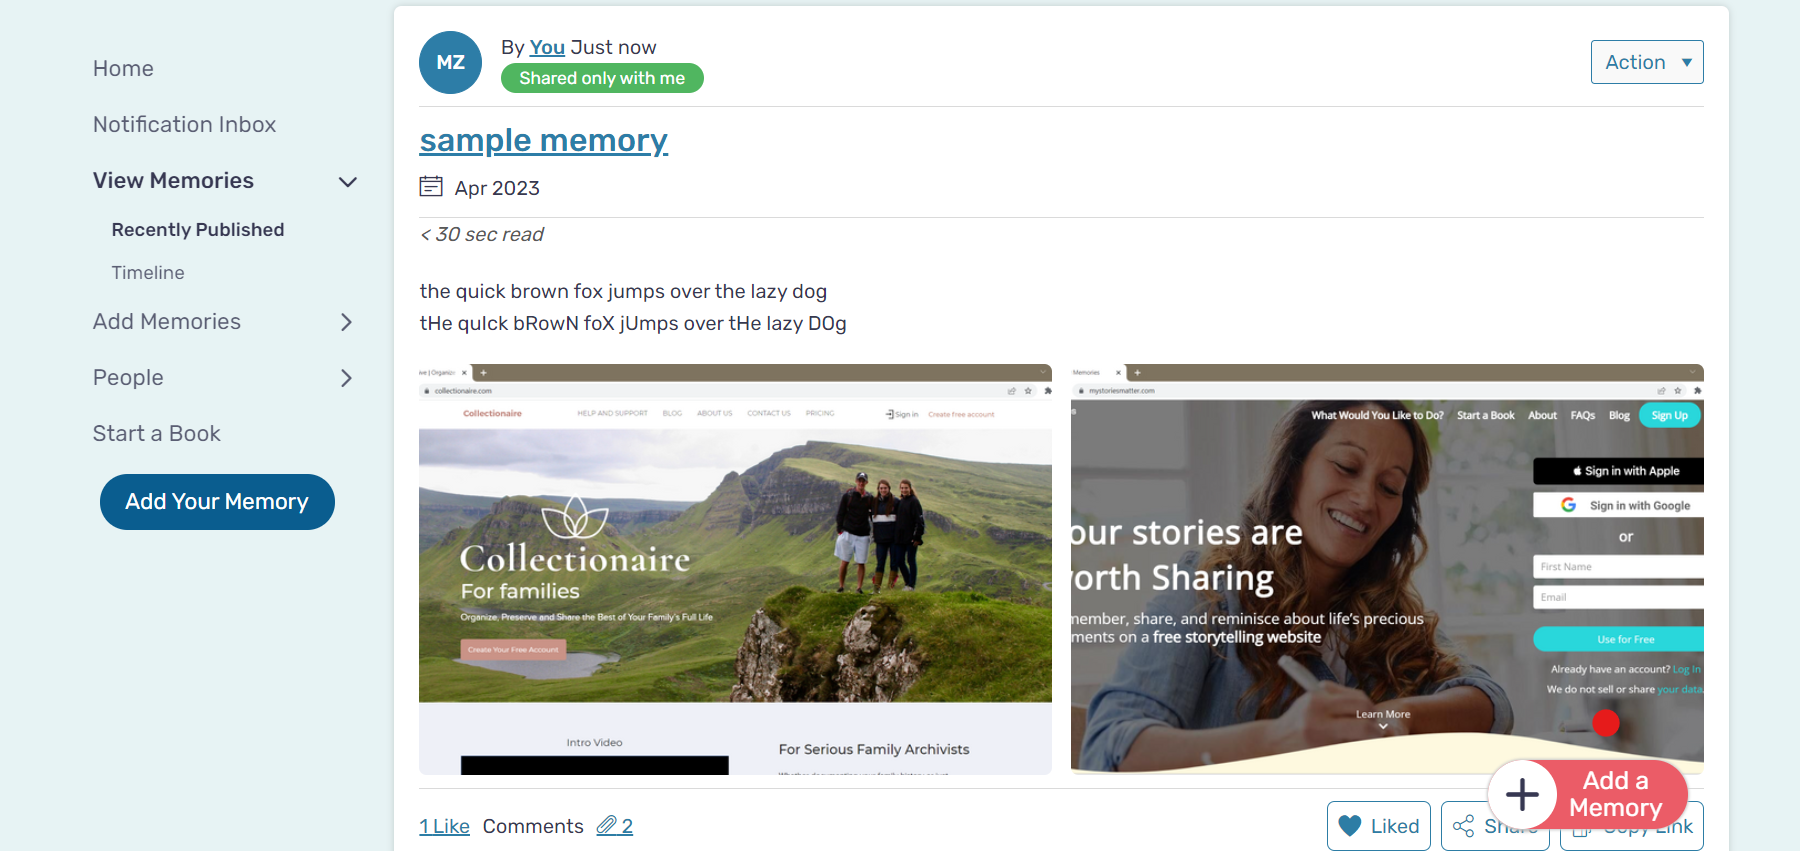 Home
Notification Inbox
View Memories
Recently Published
Timeline
Add Memories
People
Start a Book
Add Your Memory
MZ
By You Just now
Shared only with me
Action
sample memory
Apr 2023
< 30 sec read
the quick brown fox jumps over the lazy dog
tHe quIck bRowN foX jUmps over tHe lazy DOg
ive | Organiz
collectionaire.com
Collectionaire HELP AND SUPPORT BLOG ABOUT US CONTACT US PRICING Sign in Create free account
Collectionaire
For families
Organize, Preserve and Share the Best of Your Family's Full Life
Create Your Free Account
Intro Video
For Serious Family Archivists
Memories
mystoriesmatter.com
What Would You Like to Do? Start a Book About FAQs Blog Sign Up
Sign in with Apple
Sign in with Google
or
First Name
Email
Use for Free
Already have an account? Log In
We do not sell or share your data.
our stories are
orth Sharing
member, share, and reminisce about life's precious
ments on a free storytelling website
Learn More
1 Like Comments 2
Liked
Share
Copy Link
Add a
Memory